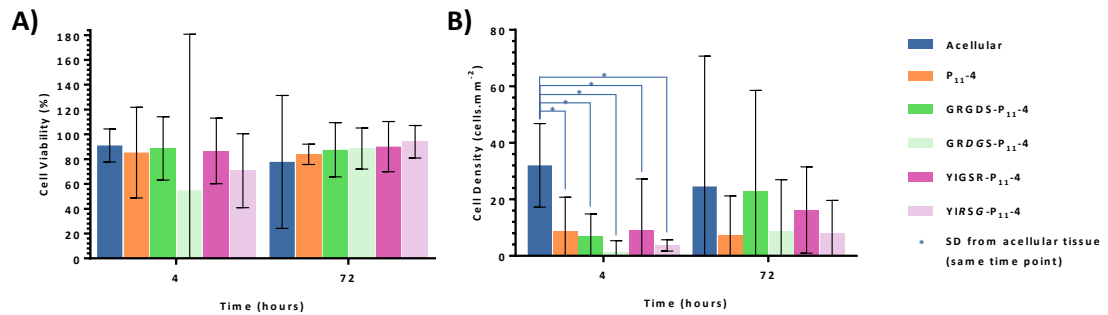 A)
Cell Viability (%)
180
160
140
120
100
80
60
40
20
0
4
72
Time (hours)
B)
Cell Density (cells.mm⁻²)
80
60
40
20
0
*
*
*
*
*
4
72
Time (hours)
Acellular
P₁₁-4
GRGDS-P₁₁-4
GRDGS-P₁₁-4
YIGSR-P₁₁-4
YIRSG-P₁₁-4
* SD from acellular tissue
(same time point)